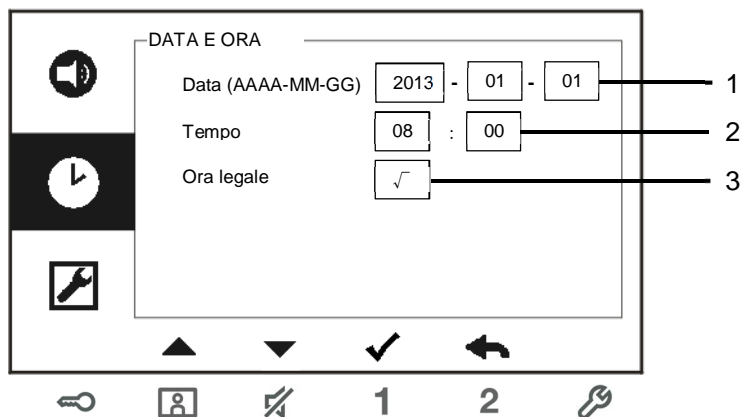 DATA E ORA
Data (AAAA-MM-GG) 2013 - 01 - 01 1
Tempo 08 : 00 2
Ora legale √ 3
1 2